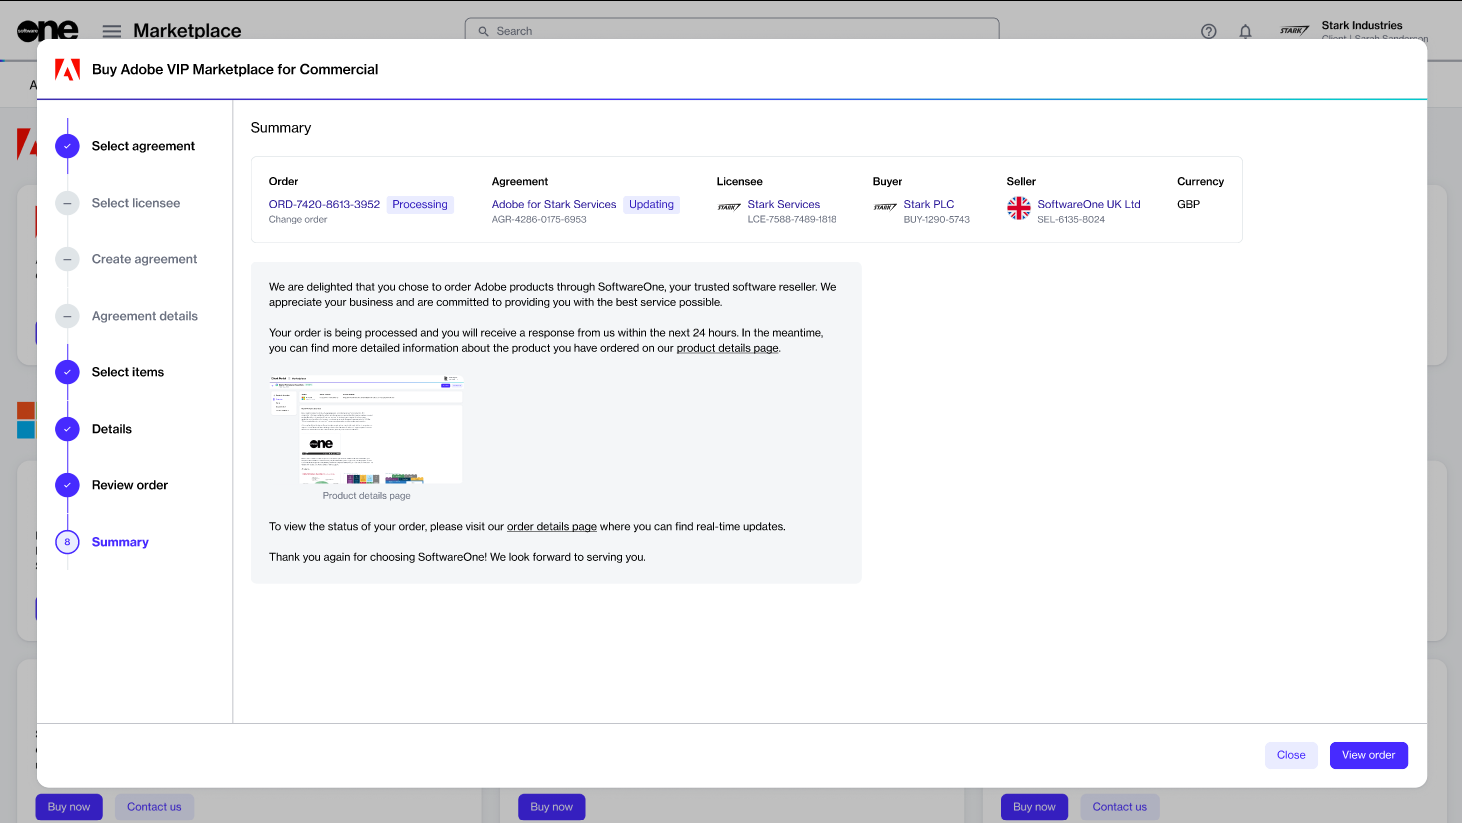 software
one
Marketplace
Search
STARK
Stark Industries
Client | Sarah Sanderson
Buy Adobe VIP Marketplace for Commercial
Select agreement
Select licensee
Create agreement
Agreement details
Select items
Details
Review order
8
Summary
Summary
Order
ORD-7420-8613-3952
Processing
Change order
Agreement
Adobe for Stark Services
Updating
AGR-4286-0175-6953
Licensee
STARK
Stark Services
LCE-7588-7489-1818
Buyer
STARK
Stark PLC
BUY-1290-5743
Seller
SoftwareOne UK Ltd
SEL-6135-8024
Currency
GBP
We are delighted that you chose to order Adobe products through SoftwareOne, your trusted software reseller. We
appreciate your business and are committed to providing you with the best service possible.
Your order is being processed and you will receive a response from us within the next 24 hours. In the meantime,
you can find more detailed information about the product you have ordered on our product details page.
one
Product details page
To view the status of your order, please visit our order details page where you can find real-time updates.
Thank you again for choosing SoftwareOne! We look forward to serving you.
Close
View order
Buy now
Contact us
Buy now
Buy now
Contact us